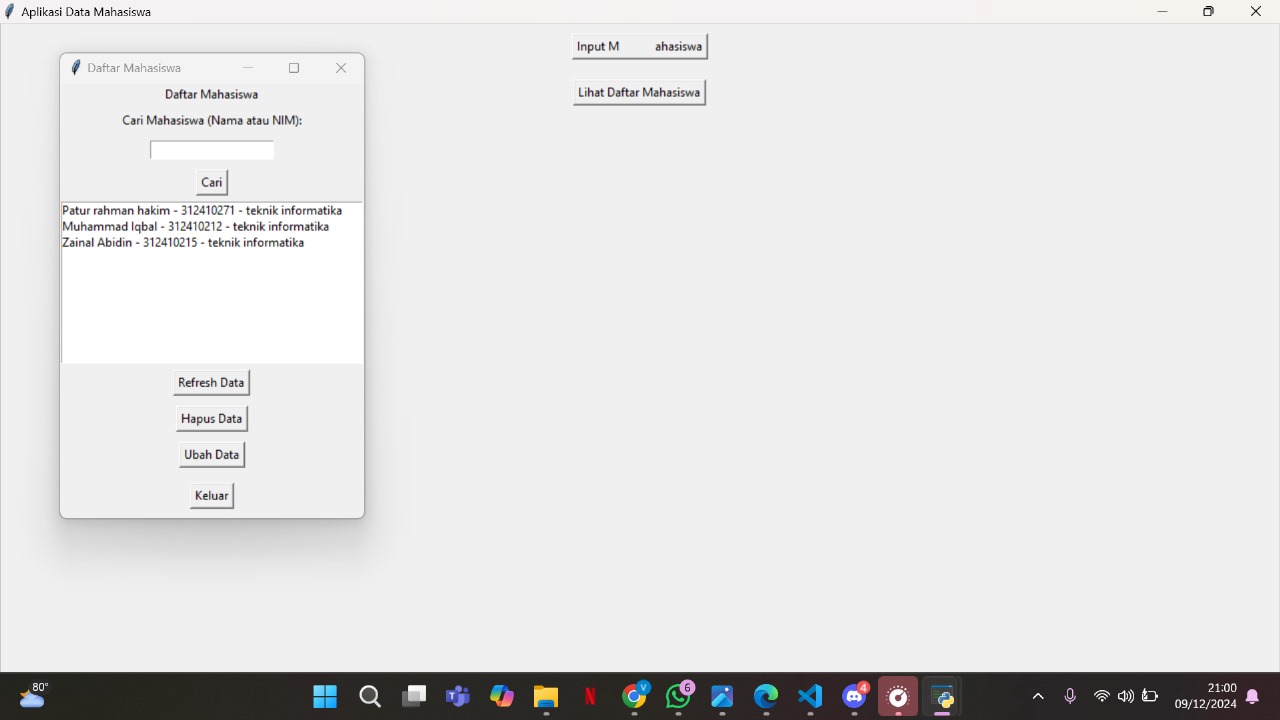 Aplikasi Data Mahasiswa
Input M          ahasiswa
Lihat Daftar Mahasiswa
Daftar Mahasiswa
Daftar Mahasiswa
Cari Mahasiswa (Nama atau NIM):
Cari
Patur rahman hakim - 312410271 - teknik informatika
Muhammad Iqbal - 312410212 - teknik informatika
Zainal Abidin - 312410215 - teknik informatika
Refresh Data
Hapus Data
Ubah Data
Keluar
80°
V
6
4
21:00
09/12/2024